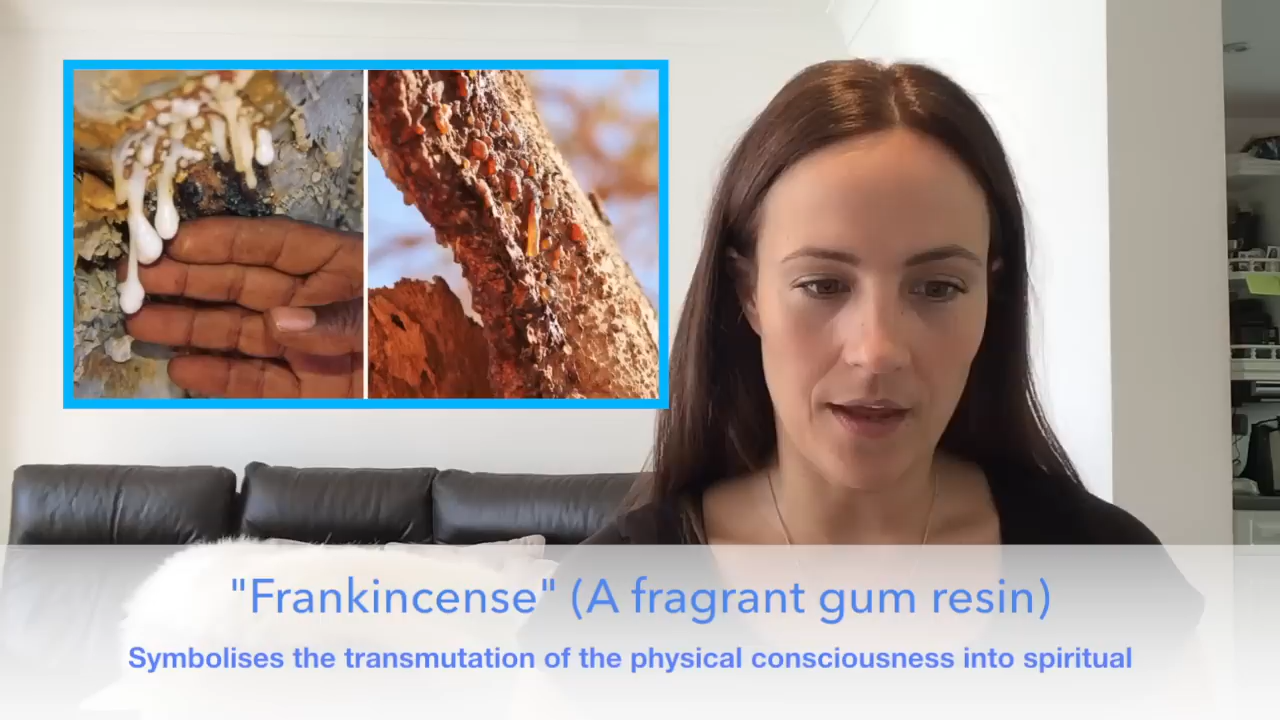 "Frankincense" (A fragrant gum resin)
Symbolises the transmutation of the physical consciousness into spiritual